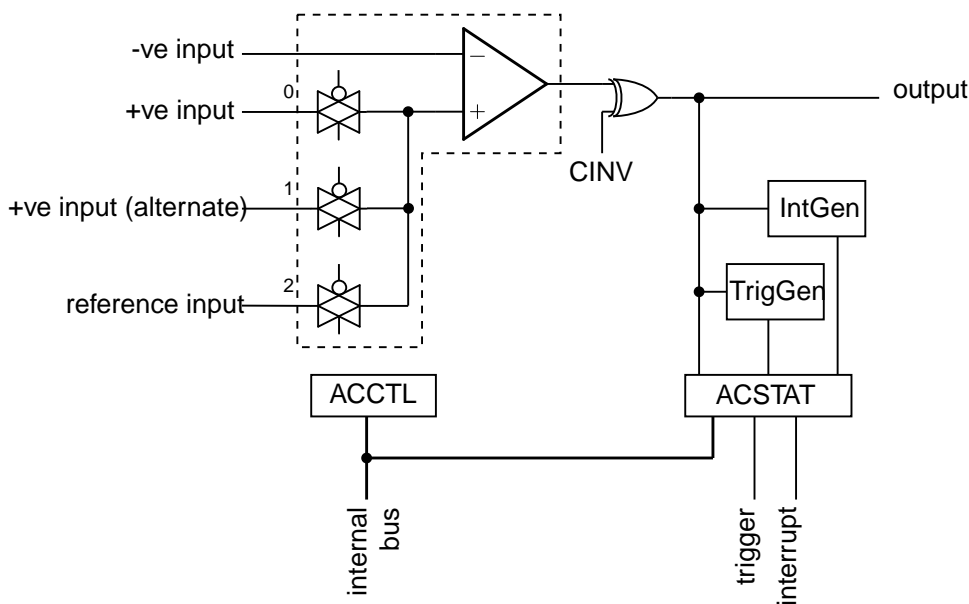 -ve input
−
0
+ve input
+
output
CINV
1
+ve input (alternate)
IntGen
2
reference input
TrigGen
ACCTL
ACSTAT
internal
bus
trigger
interrupt